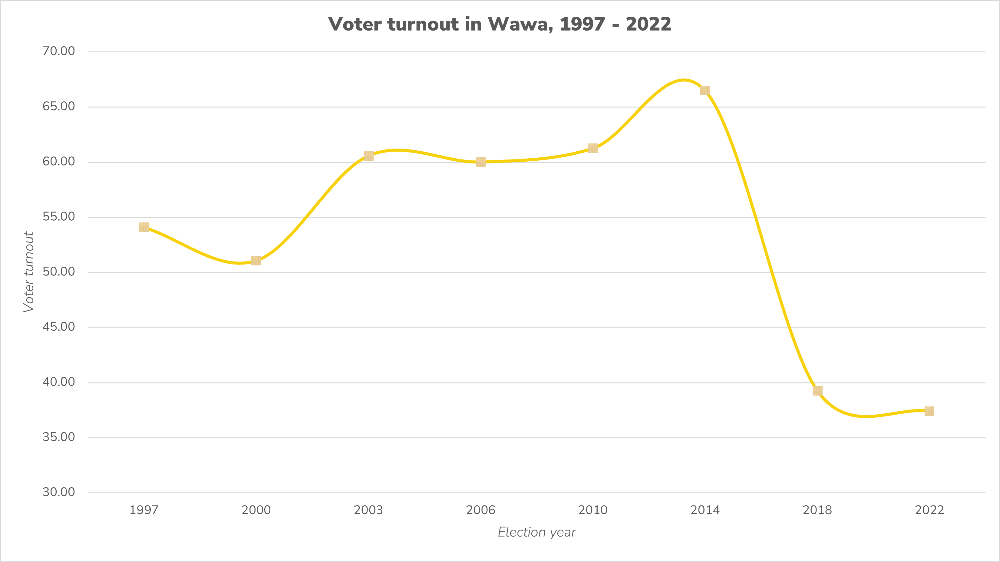 Voter turnout in Wawa, 1997 - 2022
70.00
65.00
60.00
55.00
50.00
45.00
40.00
35.00
30.00
Voter turnout
1997 2000 2003 2006 2010 2014 2018 2022
Election year